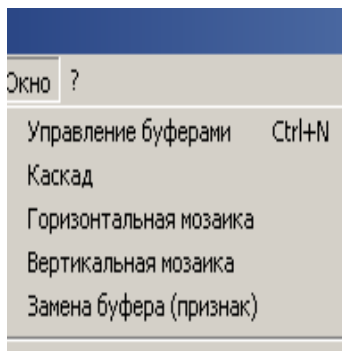 Окно ?
Управление буферами Ctrl+N
Каскад
Горизонтальная мозаика
Вертикальная мозаика
Замена буфера (признак)